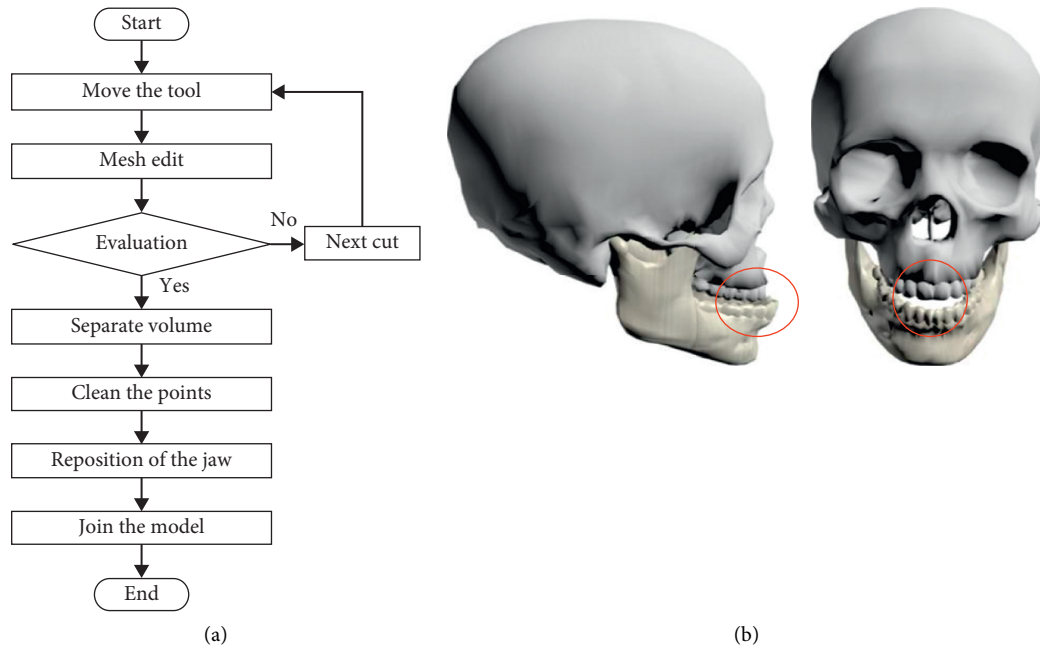 Start
Move the tool
Mesh edit
Evaluation
No
Next cut
Yes
Separate volume
Clean the points
Reposition of the jaw
Join the model
End
(a)
(b)